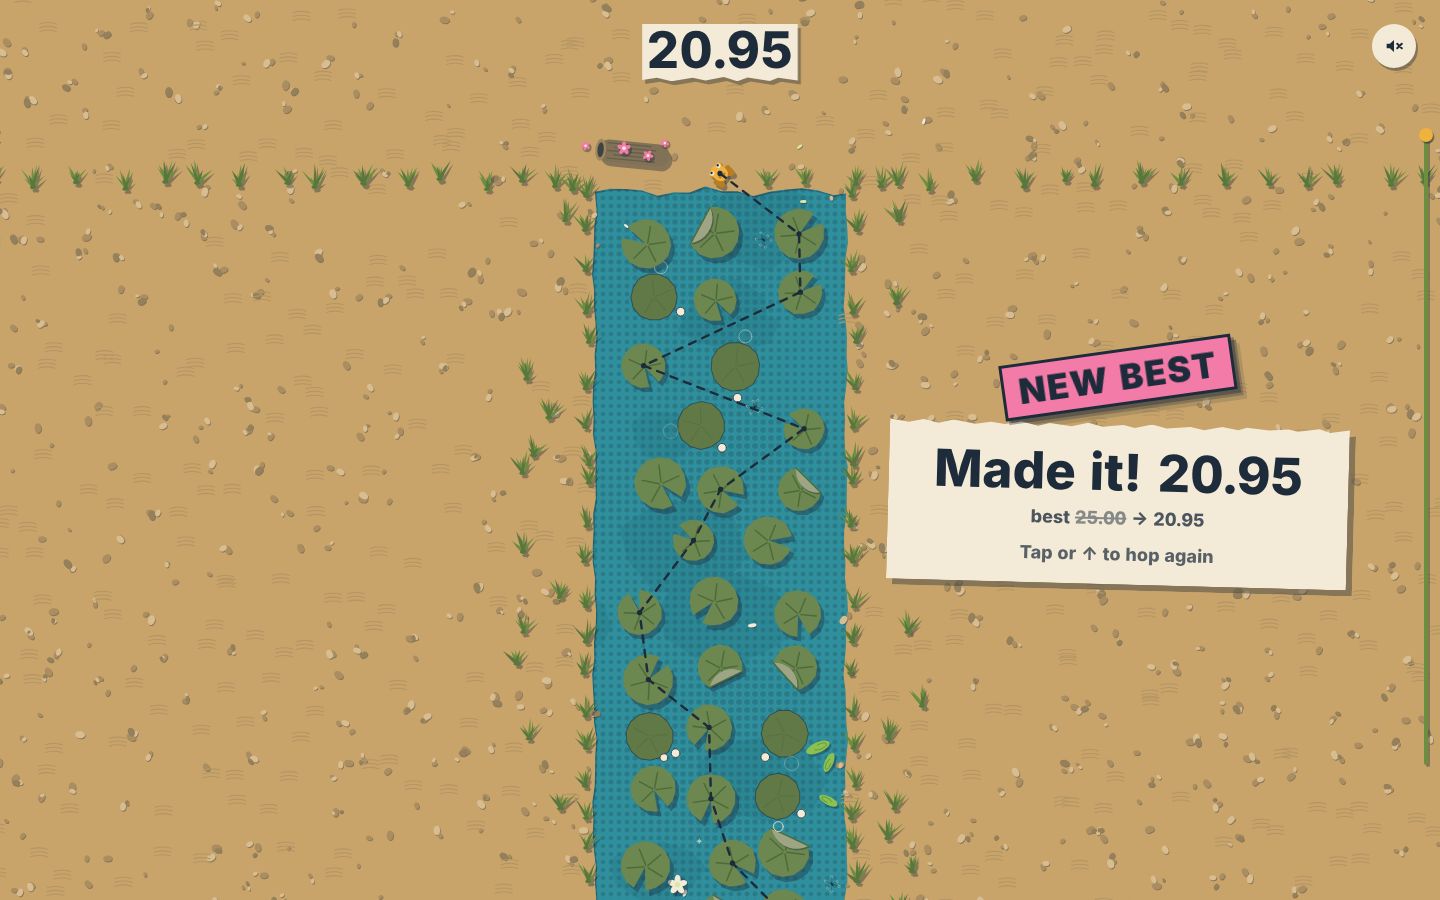 20.95
NEW BEST
Made it! 20.95
best 25.00 → 20.95
Tap or ↑ to hop again